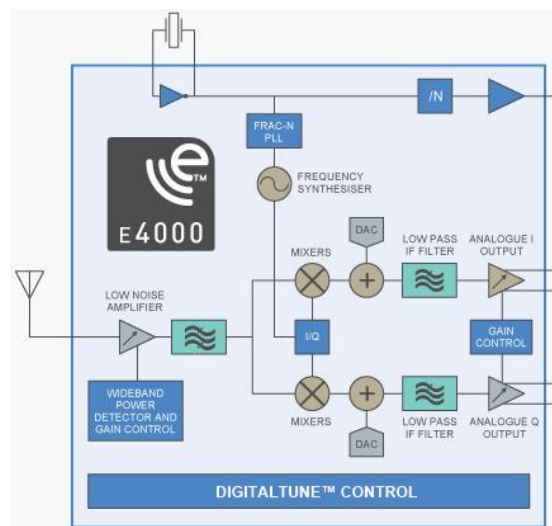 /N
FRAC-N
PLL
FREQUENCY
SYNTHESISER
e
TM
E4000
DAC
MIXERS
LOW PASS
IF FILTER
ANALOGUE I
OUTPUT
LOW NOISE
AMPLIFIER
I/Q
GAIN
CONTROL
WIDEBAND
POWER
DETECTOR AND
GAIN CONTROL
MIXERS
DAC
LOW PASS
IF FILTER
ANALOGUE Q
OUTPUT
DIGITALTUNE™ CONTROL